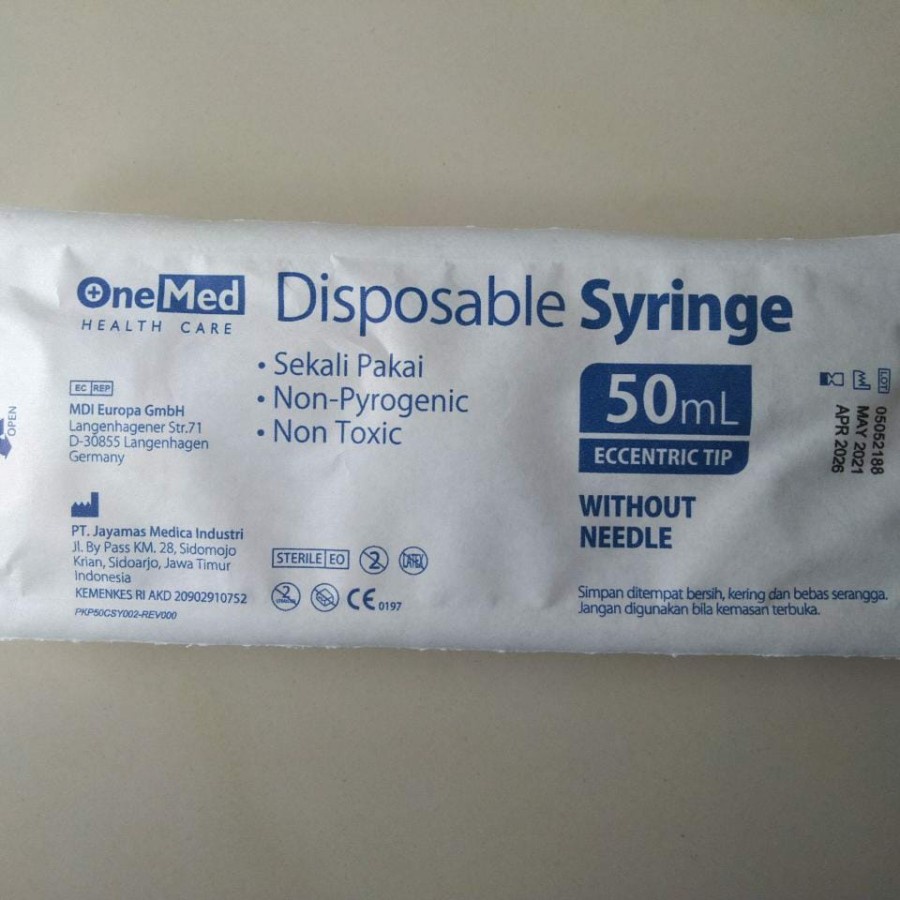 OneMed
HEALTH CARE
Disposable Syringe
• Sekali Pakai
• Non-Pyrogenic
• Non Toxic
50mL
ECCENTRIC TIP
WITHOUT
NEEDLE
EC REP
MDI Europa GmbH
Langenhagener Str.71
D-30855 Langenhagen
Germany
PT. Jayamas Medica Industri
Jl. By Pass KM. 28, Sidomojo
Krian, Sidoarjo, Jawa Timur
Indonesia
KEMENKES RI AKD 20902910752
PKP50CSY002-REV000
STERILE EO
2
LATEX
2
CE 0197
Simpan ditempat bersih, kering dan bebas serangga.
Jangan digunakan bila kemasan terbuka.
LOT 05052188
MAY 2021
APR 2026
OPEN